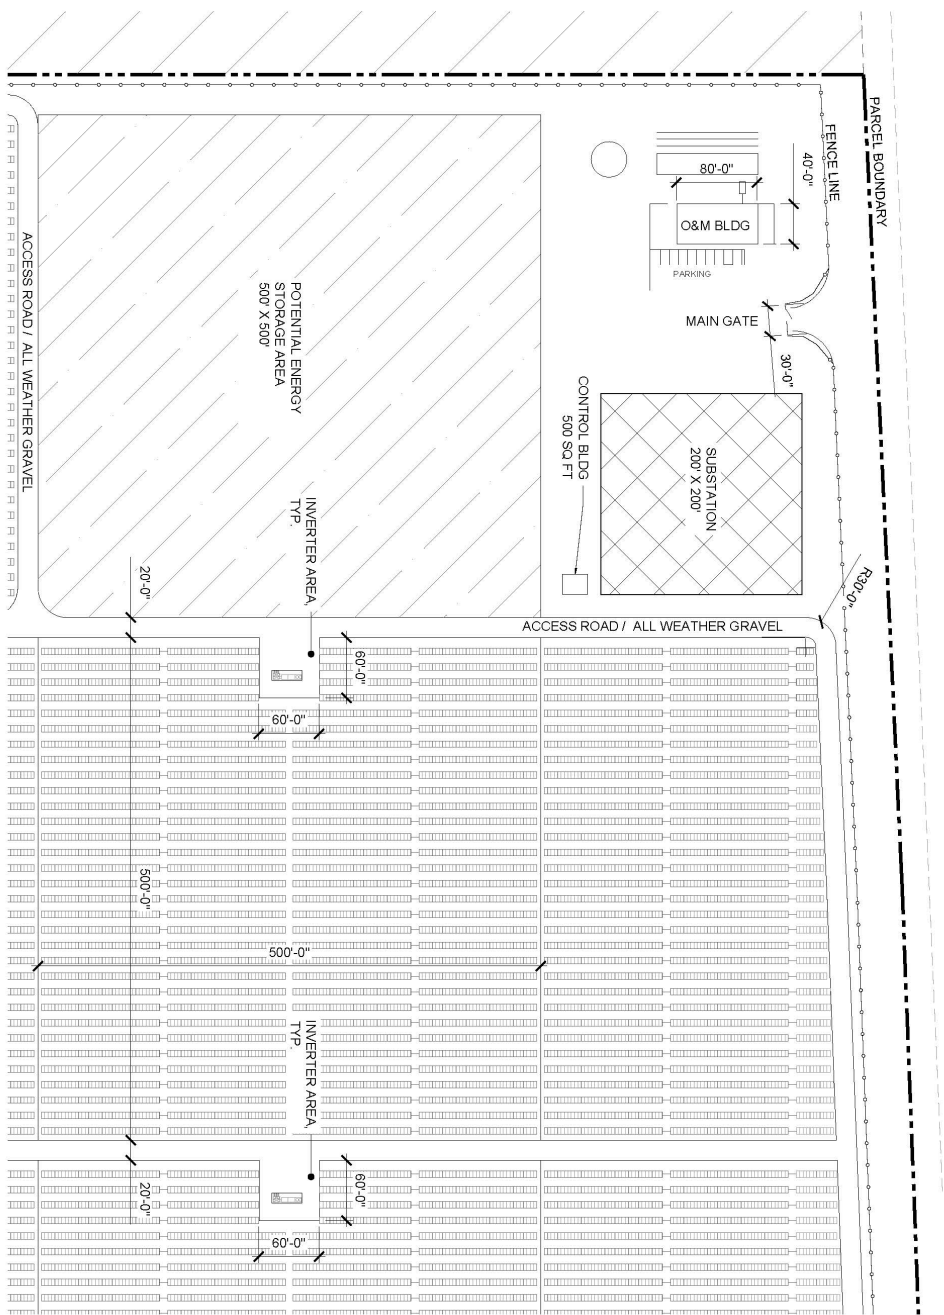 PARCEL BOUNDARY
FENCE LINE
40'-0"
80'-0"
O&M BLDG
PARKING
MAIN GATE
30'-0"
ACCESS ROAD / ALL WEATHER GRAVEL
POTENTIAL ENERGY
STORAGE AREA
500' X 500'
CONTROL BLDG
500 SQ FT
SUBSTATION
200' X 200'
INVERTER AREA,
TYP.
20'-0"
R30'-0"
ACCESS ROAD / ALL WEATHER GRAVEL
60'-0"
60'-0"
500'-0"
500'-0"
INVERTER AREA,
TYP.
20'-0"
60'-0"
60'-0"